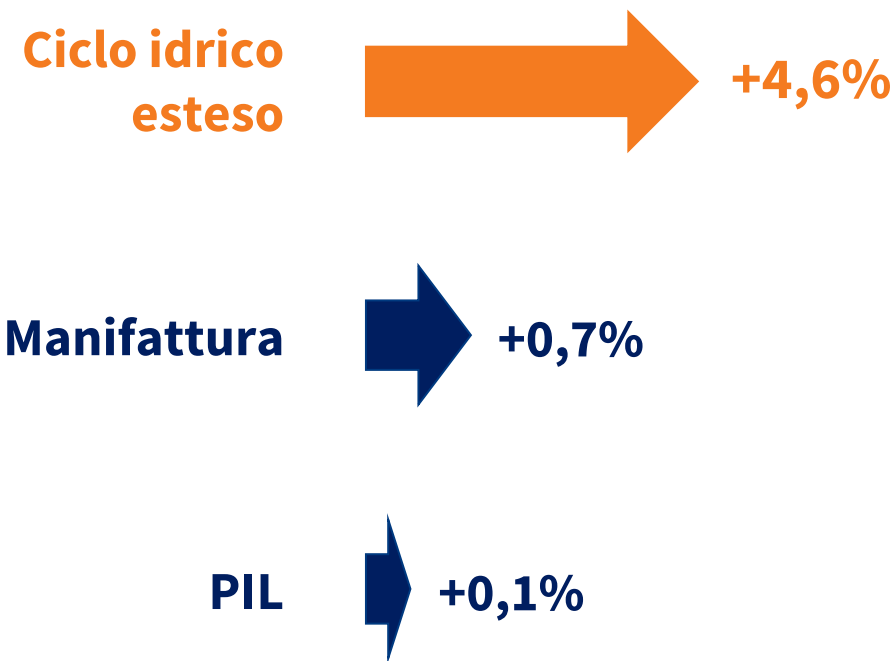 Ciclo idrico
esteso
+4,6%
Manifattura
+0,7%
PIL
+0,1%